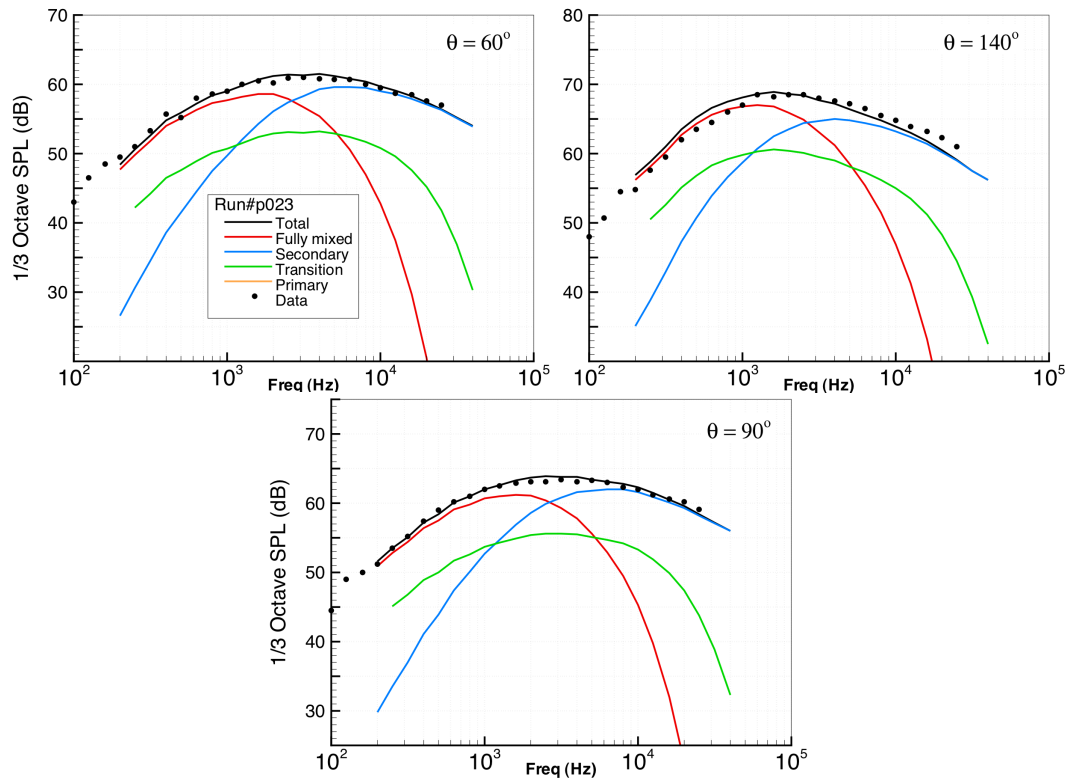 70
60
50
40
30
1/3 Octave SPL (dB)
θ = 60°
Run#p023
Total
Fully mixed
Secondary
Transition
Primary
Data
10² 10³ 10⁴ 10⁵
Freq (Hz)
80
70
60
50
40
θ = 140°
10² 10³ 10⁴ 10⁵
Freq (Hz)
70
60
50
40
30
1/3 Octave SPL (dB)
θ = 90°
10² 10³ 10⁴ 10⁵
Freq (Hz)